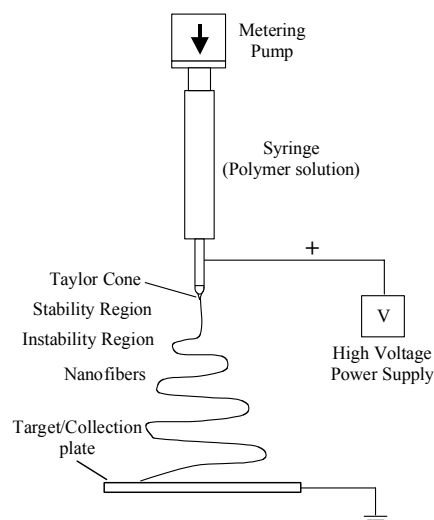 Metering
Pump
Syringe
(Polymer solution)
+
Taylor Cone
Stability Region
Instability Region
V
High Voltage
Power Supply
Nanofibers
Target/Collection
plate